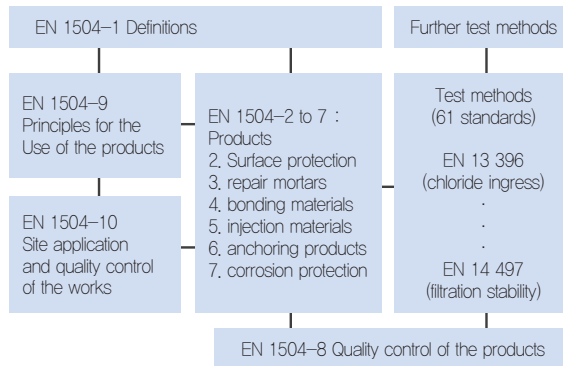 EN 1504-1 Definitions
Further test methods
EN 1504-9
Principles for the
Use of the products
EN 1504-10
Site application
and quality control
of the works
EN 1504-2 to 7 :
Products
2. Surface protection
3. repair mortars
4. bonding materials
5. injection materials
6. anchoring products
7. corrosion protection
Test methods
(61 standards)
EN 13 396
(chloride ingress)
.
.
EN 14 497
(filtration stability)
EN 1504-8 Quality control of the products